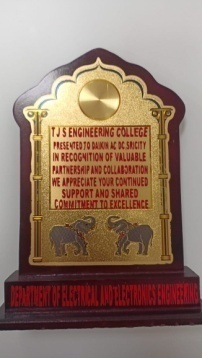 T J S ENGINEERING COLLEGE
PRESENTED TO DAIKIN AC DC.SRICITY
IN RECOGNITION OF VALUABLE
PARTNERSHIP AND COLLABORATION
WE APPRECIATE YOUR CONTINUED
SUPPORT AND SHARED
COMMITMENT TO EXCELLENCE
DEPARTMENT OF ELECTRICAL AND ELECTRONICS ENGINEERING